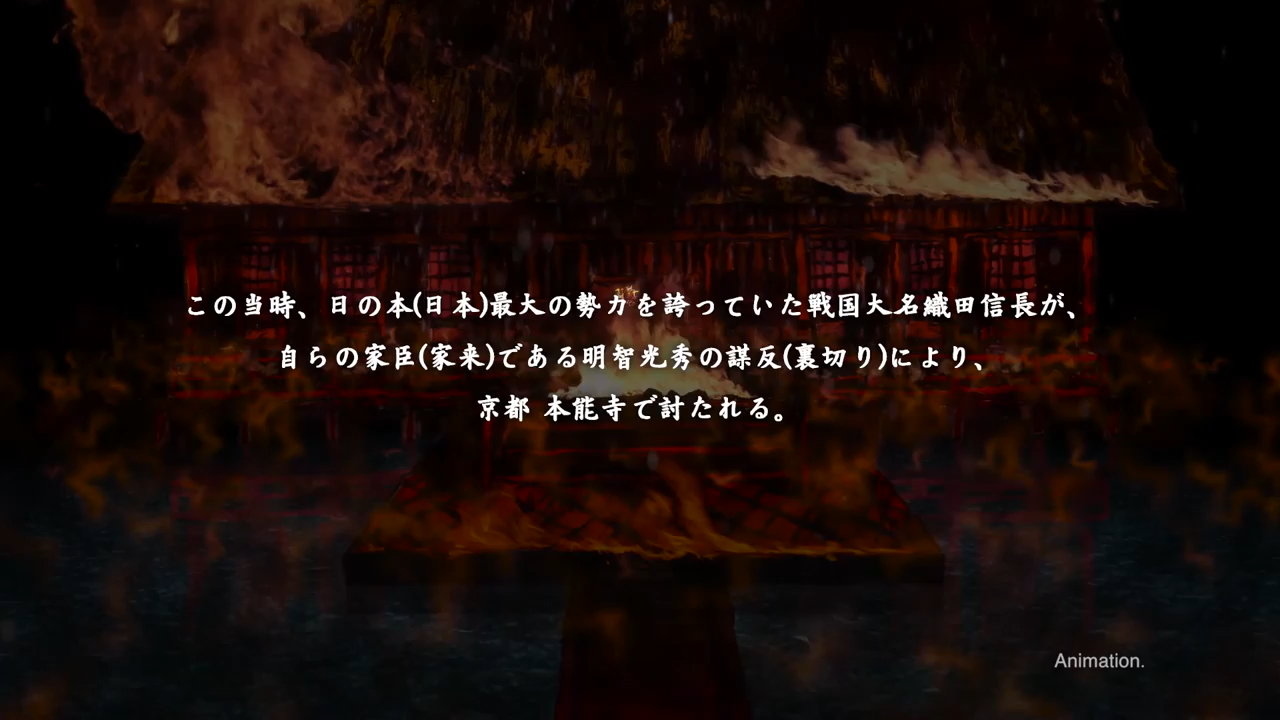 この当時、日の本(日本)最大の勢力を誇っていた戦国大名織田信長が、
自らの家臣(家来)である明智光秀の謀反(裏切り)により、
京都 本能寺で討たれる。
Animation.